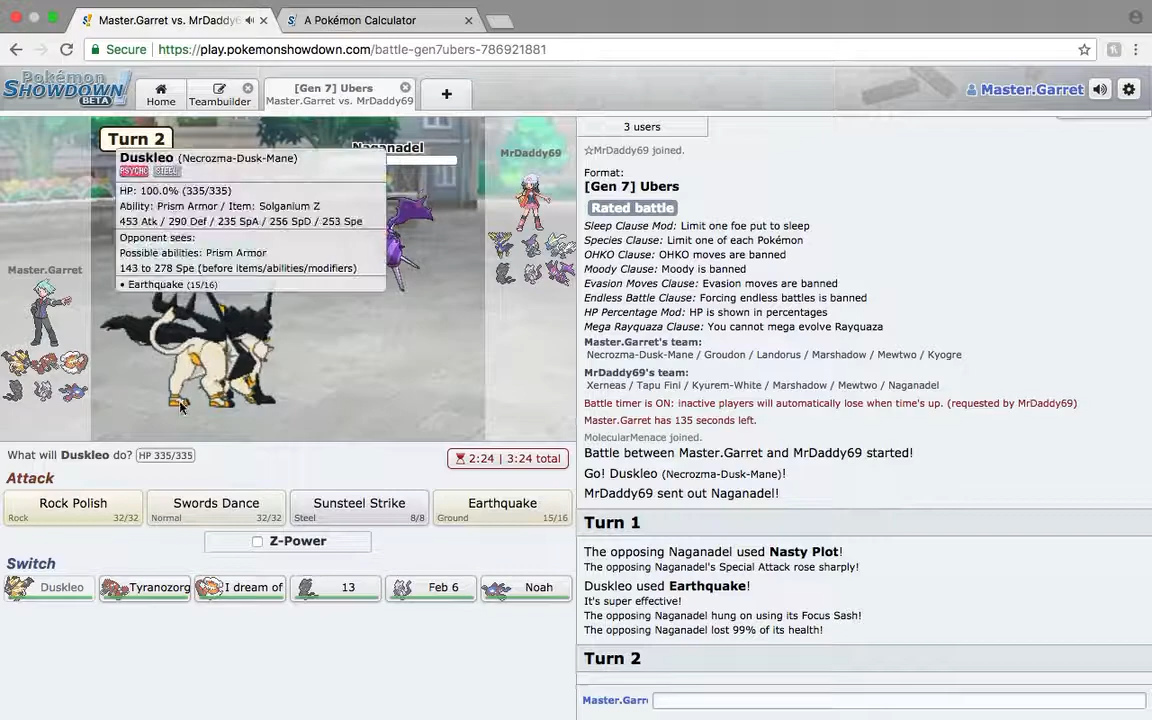 Master.Garret vs. MrDaddy6
A Pokémon Calculator
Secure
https://play.pokemonshowdown.com/battle-gen7ubers-786921881
Pokémon
SHOWDOWN!
BETA
Home
Teambuilder
[Gen 7] Ubers
Master.Garret vs. MrDaddy69
Master.Garret
Turn 2
Naganadel
Duskleo (Necrozma-Dusk-Mane)
PSYCHC STEEL
HP: 100.0% (335/335)
Ability: Prism Armor / Item: Solganium Z
453 Atk / 290 Def / 235 SpA / 256 SpD / 253 Spe
Opponent sees:
Possible abilities: Prism Armor
143 to 278 Spe (before items/abilities/modifiers)
• Earthquake (15/16)
MrDaddy69
Master.Garret
What will Duskleo do? HP 335/335
2:24 | 3:24 total
Attack
Rock Polish
Rock 32/32
Swords Dance
Normal 32/32
Sunsteel Strike
Steel 8/8
Earthquake
Ground 15/16
Z-Power
Switch
Duskleo
Tyranozorg
I dream of
13
Feb 6
Noah
3 users
☆MrDaddy69 joined.
Format:
[Gen 7] Ubers
Rated battle
Sleep Clause Mod: Limit one foe put to sleep
Species Clause: Limit one of each Pokémon
OHKO Clause: OHKO moves are banned
Moody Clause: Moody is banned
Evasion Moves Clause: Evasion moves are banned
Endless Battle Clause: Forcing endless battles is banned
HP Percentage Mod: HP is shown in percentages
Mega Rayquaza Clause: You cannot mega evolve Rayquaza
Master.Garret's team:
Necrozma-Dusk-Mane / Groudon / Landorus / Marshadow / Mewtwo / Kyogre
MrDaddy69's team:
Xerneas / Tapu Fini / Kyurem-White / Marshadow / Mewtwo / Naganadel
Battle timer is ON: inactive players will automatically lose when time's up. (requested by MrDaddy69)
Master.Garret has 135 seconds left.
MolecularMenace joined.
Battle between Master.Garret and MrDaddy69 started!
Go! Duskleo (Necrozma-Dusk-Mane)!
MrDaddy69 sent out Naganadel!
Turn 1
The opposing Naganadel used Nasty Plot!
The opposing Naganadel's Special Attack rose sharply!
Duskleo used Earthquake!
It's super effective!
The opposing Naganadel hung on using its Focus Sash!
The opposing Naganadel lost 99% of its health!
Turn 2
Master.Garr